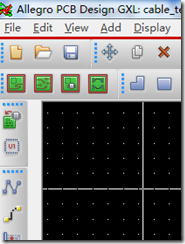 Allegro PCB Design GXL: cable_te
File Edit View Add Display
U1